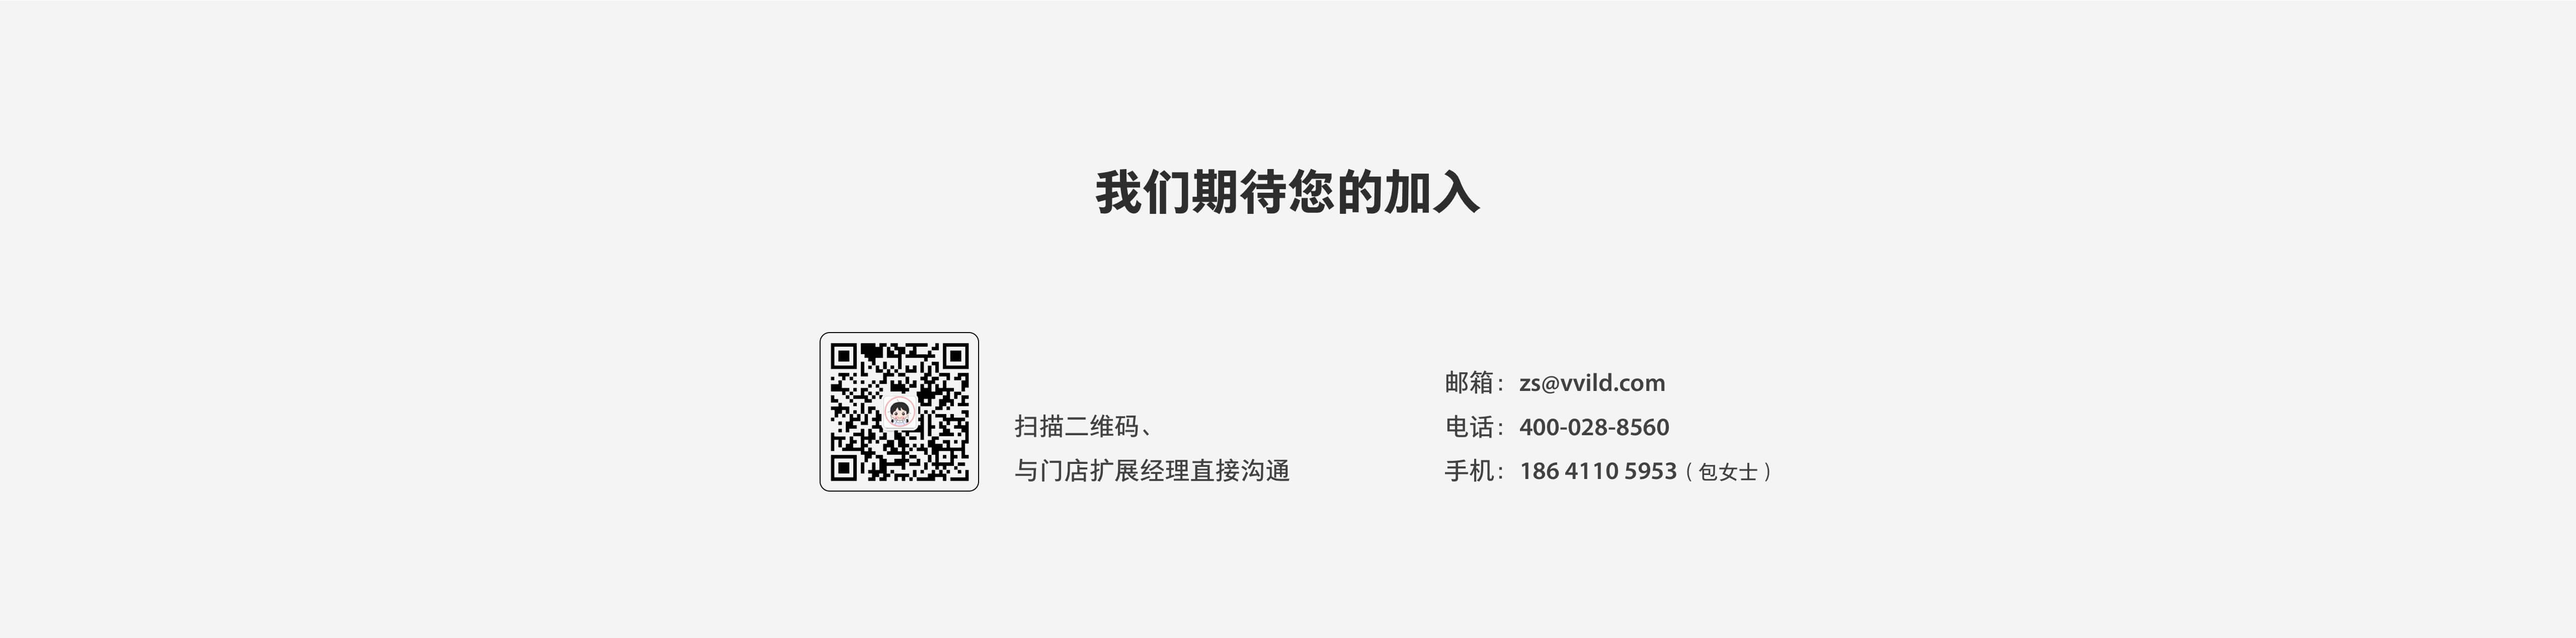 我们期待您的加入
扫描二维码、
与门店扩展经理直接沟通
邮箱：zs@vvild.com
电话：400-028-8560
手机：186 4110 5953（包女士）